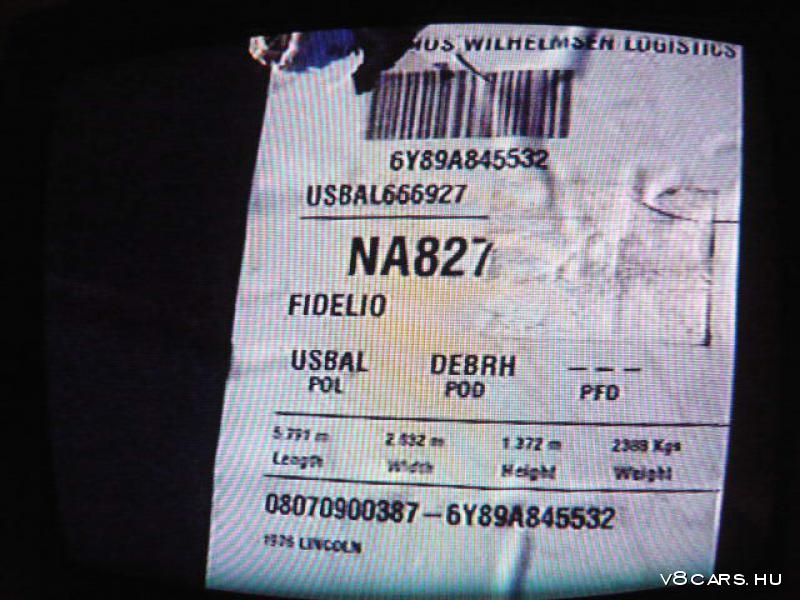 WILHELMSEN LOGISTICS
6Y89A845532
USBAL666927
NA827
FIDELIO
USBAL DEBRH ---
POL POD PFD
5.791 m 2.032 m 1.372 m 2388 Kgs
Length Width Height Weight
08070900387-6Y89A845532
1976 LINCOLN
V8CARS.HU